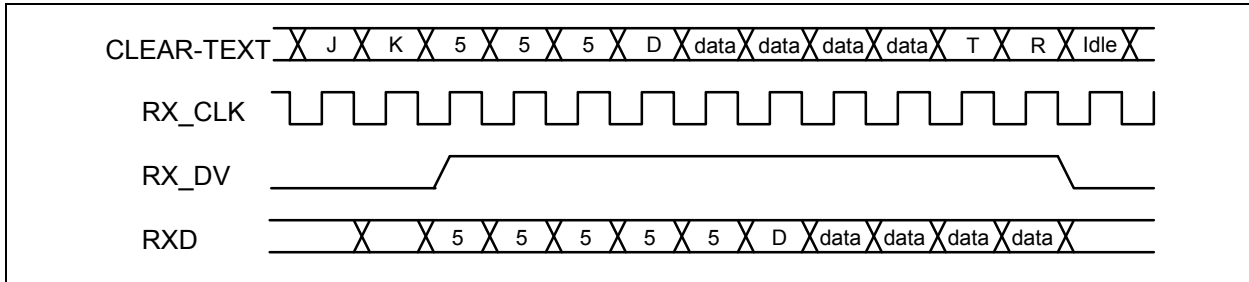 CLEAR-TEXT J K 5 5 5 D data data data data T R Idle
RX_CLK
RX_DV
RXD 5 5 5 5 5 D data data data data